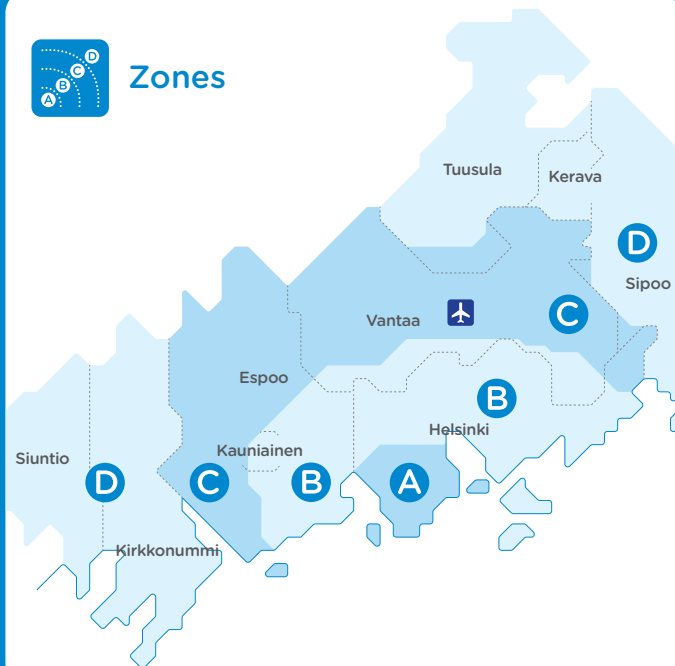 D
C
B
A
Zones
Tuusula
Kerava
D
Sipoo
Vantaa
C
Espoo
B
Helsinki
Kauniainen
Siuntio
D
C
B
A
Kirkkonummi